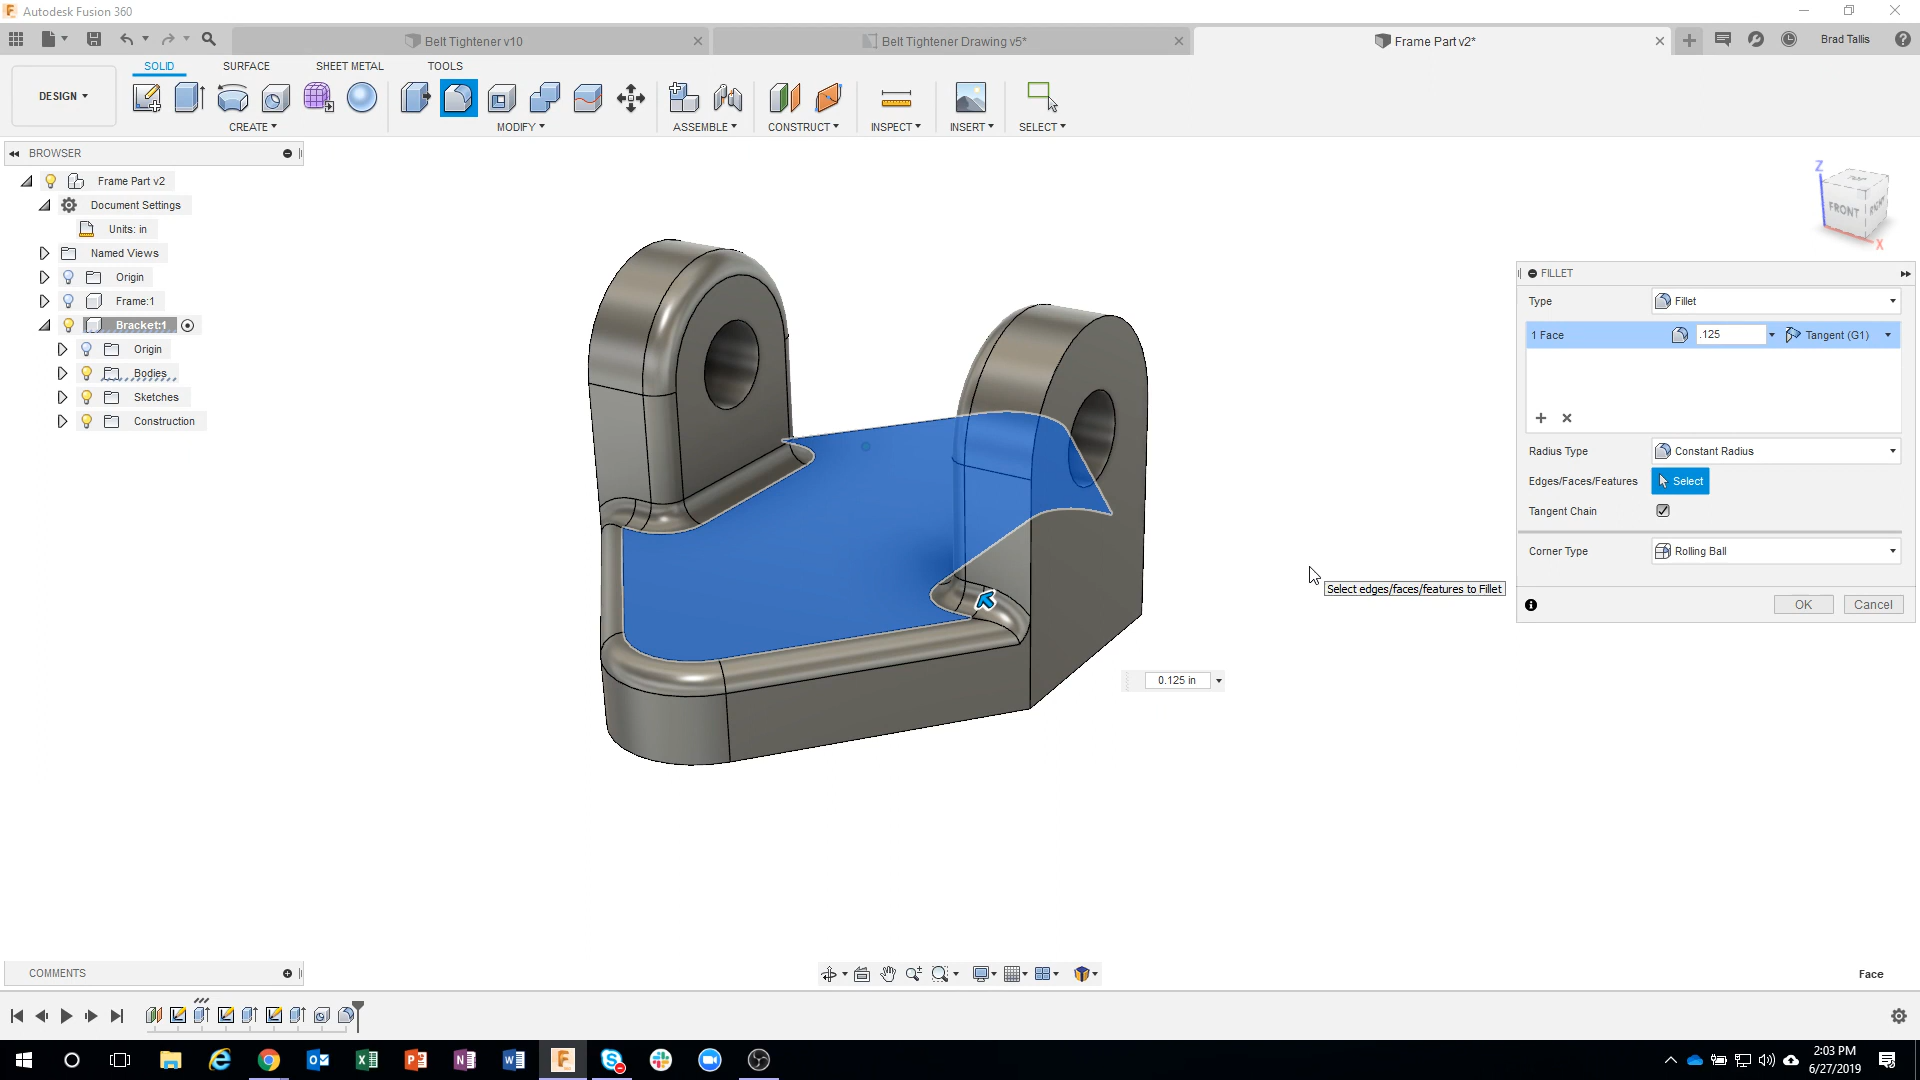 Autodesk Fusion 360
Belt Tightener v10
Belt Tightener Drawing v5*
Frame Part v2*
Brad Tallis
DESIGN
SOLID
SURFACE
SHEET METAL
TOOLS
CREATE
MODIFY
ASSEMBLE
CONSTRUCT
INSPECT
INSERT
SELECT
BROWSER
Frame Part v2
Document Settings
Units: in
Named Views
Origin
Frame:1
Bracket:1
Origin
Bodies
Sketches
Construction
Z
TOP
FRONT
RIGHT
X
FILLET
Type
Fillet
1 Face
.125
Tangent (G1)
Radius Type
Constant Radius
Edges/Faces/Features
Select
Tangent Chain
Corner Type
Rolling Ball
OK
Cancel
Select edges/faces/features to Fillet
0.125 in
COMMENTS
Face
2:03 PM
6/27/2019